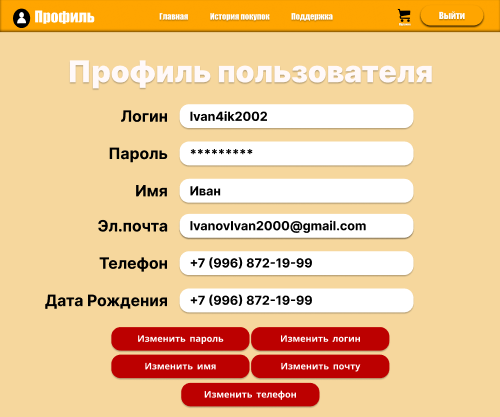 Профиль Главная История покупок Поддержка Выйти
Профиль пользователя
Логин Ivan4ik2002
Пароль *********
Имя Иван
Эл.почта IvanovIvan2000@gmail.com
Телефон +7 (996) 872-19-99
Дата Рождения +7 (996) 872-19-99
Изменить пароль Изменить логин
Изменить имя Изменить почту
Изменить телефон